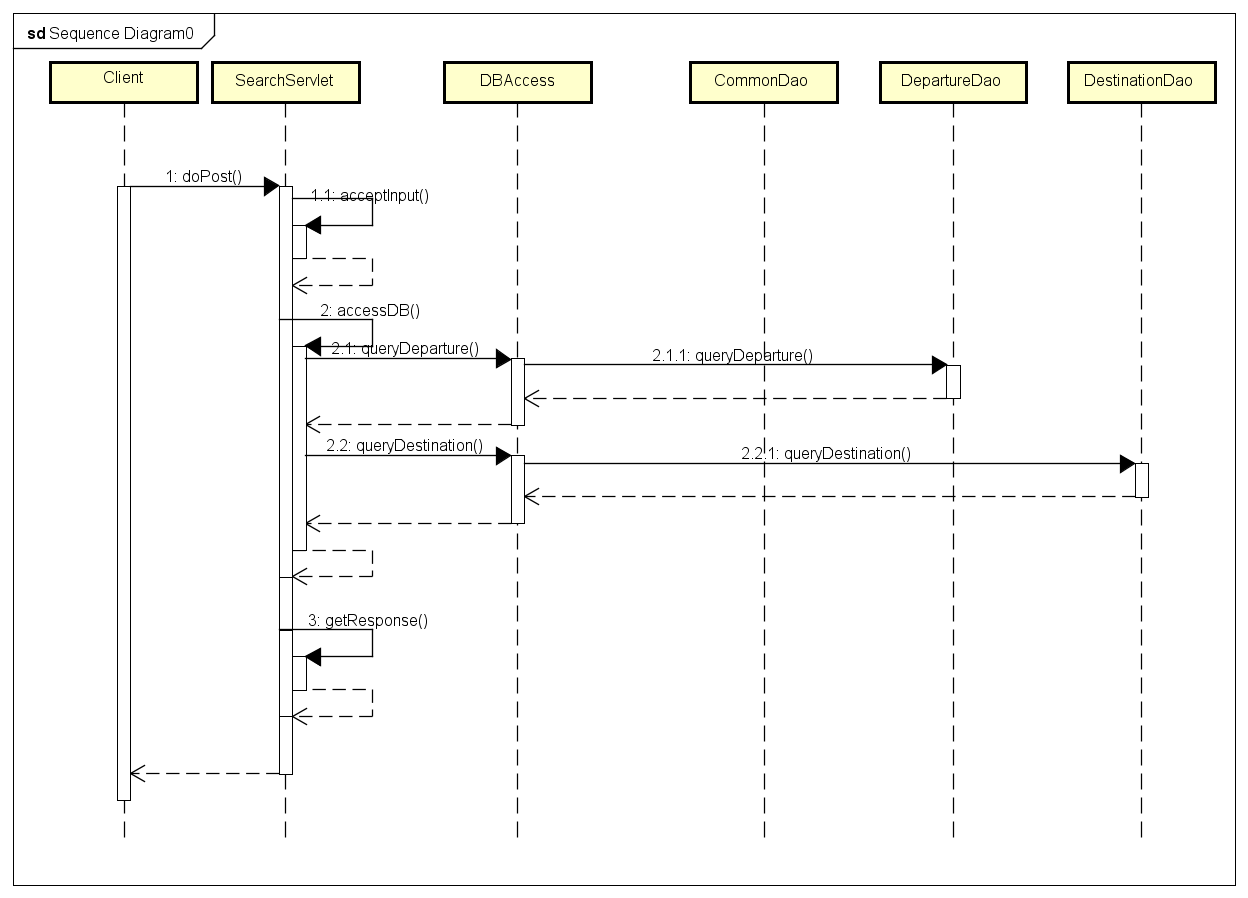 sd Sequence Diagram0
Client
SearchServlet
DBAccess
CommonDao
DepartureDao
DestinationDao
1: doPost()
1.1: acceptInput()
2: accessDB()
2.1: queryDeparture()
2.1.1: queryDeparture()
2.2: queryDestination()
2.2.1: queryDestination()
3: getResponse()